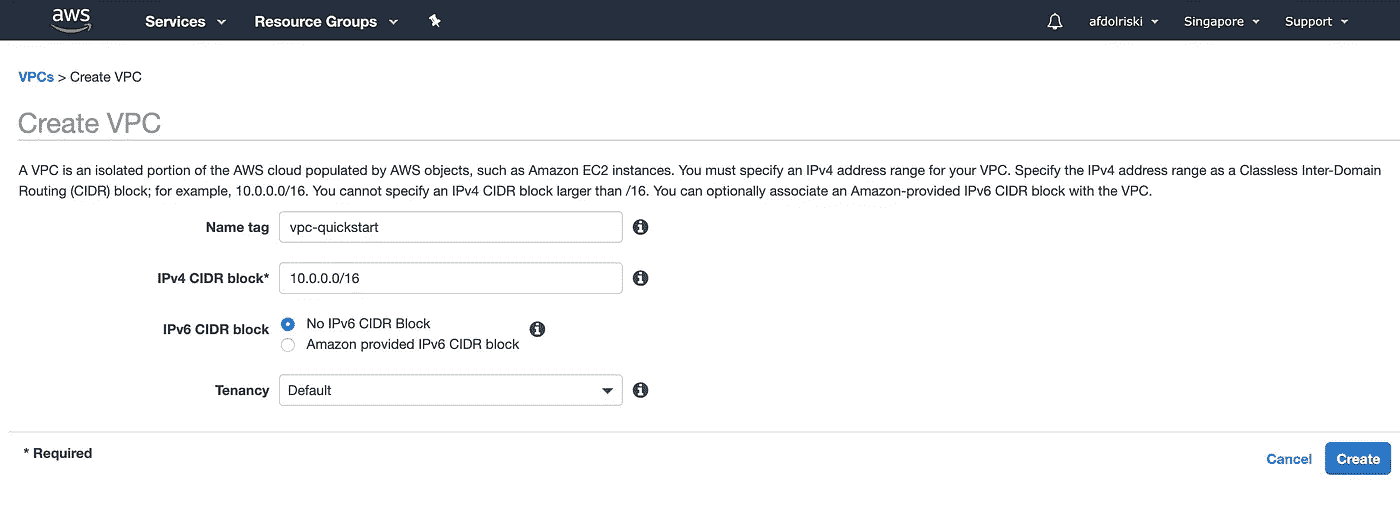 aws Services Resource Groups afdolriski Singapore Support
VPCs > Create VPC
Create VPC
A VPC is an isolated portion of the AWS cloud populated by AWS objects, such as Amazon EC2 instances. You must specify an IPv4 address range for your VPC. Specify the IPv4 address range as a Classless Inter-Domain
Routing (CIDR) block; for example, 10.0.0.0/16. You cannot specify an IPv4 CIDR block larger than /16. You can optionally associate an Amazon-provided IPv6 CIDR block with the VPC.
Name tag vpc-quickstart
IPv4 CIDR block* 10.0.0.0/16
IPv6 CIDR block No IPv6 CIDR Block
Amazon provided IPv6 CIDR block
Tenancy Default
* Required
Cancel Create